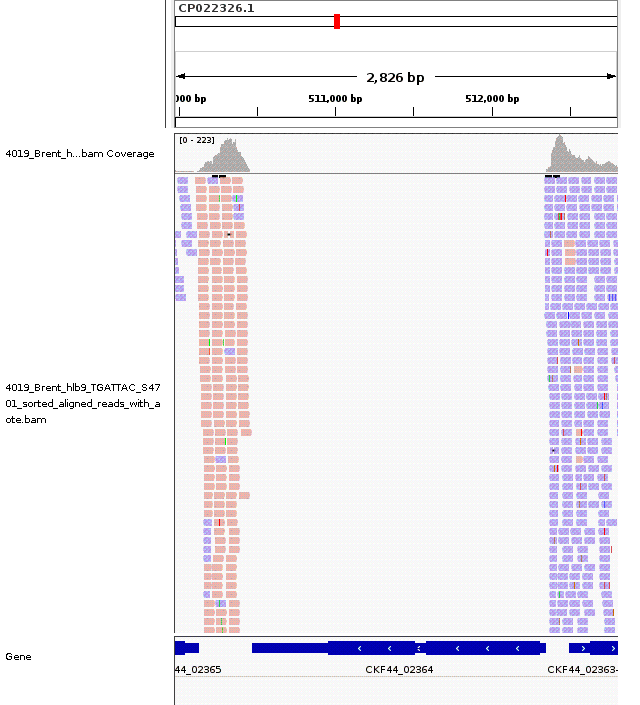 CP022326.1
2,826 bp
000 bp
511,000 bp
512,000 bp
[0 - 223]
4019_Brent_h...bam Coverage
4019_Brent_hlb9_TGATTAC_S47
01_sorted_aligned_reads_with_a
ote.bam
Gene
44_02365
CKF44_02364
CKF44_02363-